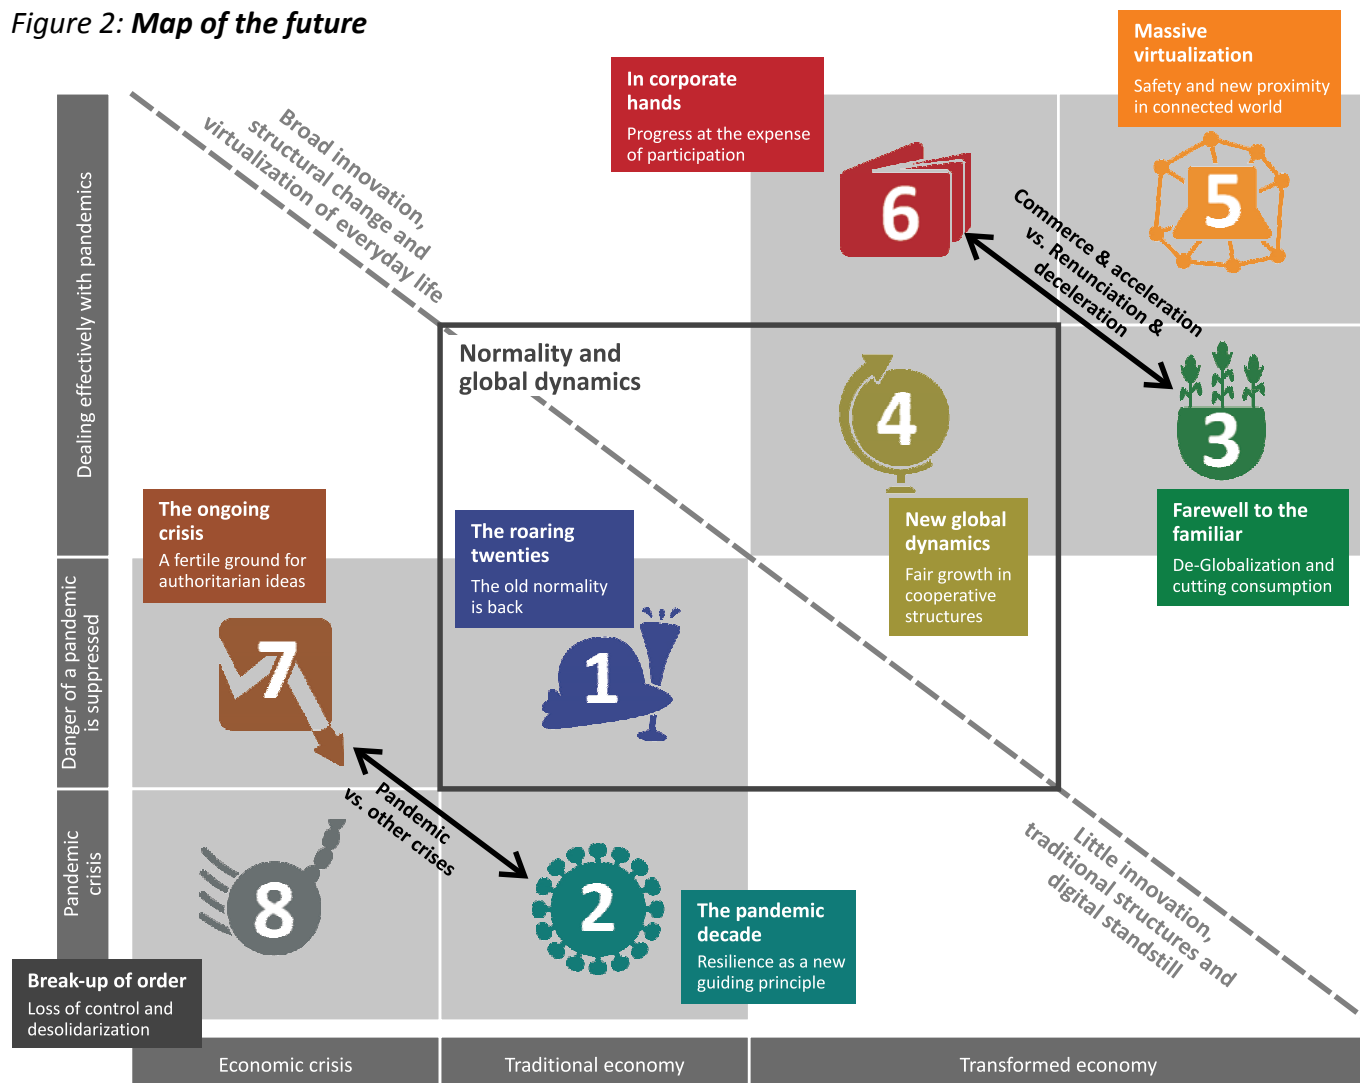 Figure 2: Map of the future
Massive
virtualization
Safety and new proximity
in connected world
In corporate
hands
Progress at the expense
of participation
Broad innovation,
structural change and
virtualization of everyday life
6
5
Commerce & acceleration
vs. Renunciation &
deceleration
Dealing effectively with pandemics
Normality and
global dynamics
4
3
The ongoing
crisis
A fertile ground for
authoritarian ideas
The roaring
twenties
The old normality
is back
New global
dynamics
Fair growth in
cooperative
structures
Farewell to the
familiar
De-Globalization and
cutting consumption
Danger of a pandemic
is suppressed
7
1
Pandemic
vs. other crises
Pandemic
crisis
8
2
The pandemic
decade
Resilience as a new
guiding principle
Little innovation,
traditional structures and
digital standstill
Break-up of order
Loss of control and
desolidarization
Economic crisis
Traditional economy
Transformed economy